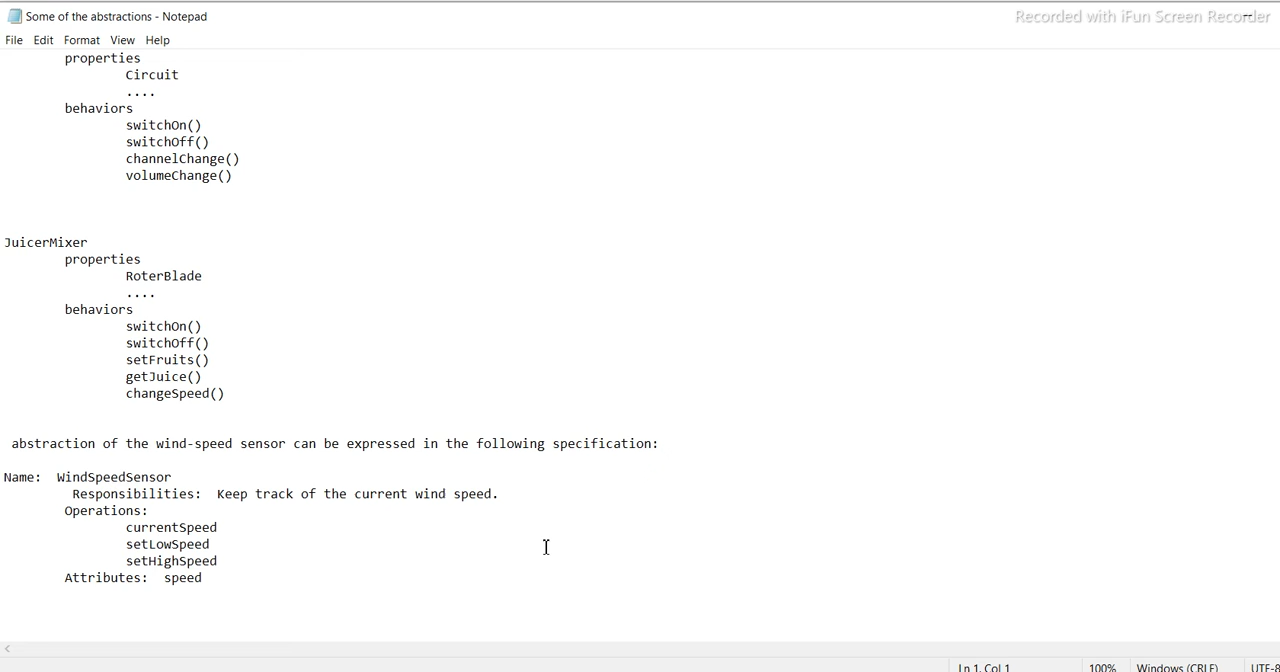 Some of the abstractions - Notepad
Recorded with iFun Screen Recorder
File Edit Format View Help
properties
Circuit
....
behaviors
switchOn()
switchOff()
channelChange()
volumeChange()
JuicerMixer
properties
RoterBlade
....
behaviors
switchOn()
switchOff()
setFruits()
getJuice()
changeSpeed()
abstraction of the wind-speed sensor can be expressed in the following specification:
Name: WindSpeedSensor
Responsibilities: Keep track of the current wind speed.
Operations:
currentSpeed
setLowSpeed
setHighSpeed
Attributes: speed
Ln 1, Col 1 100% Windows (CRLF) UTF-8